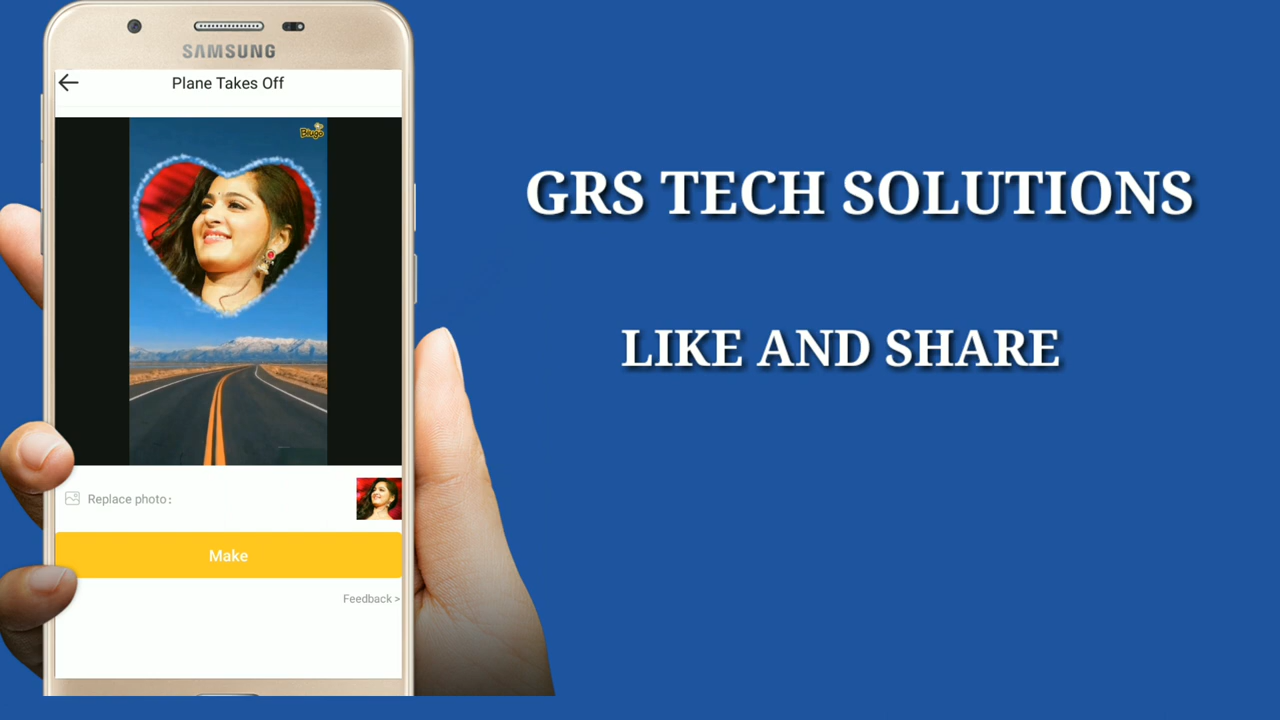 SAMSUNG
Plane Takes Off
Biugo
GRS TECH SOLUTIONS
LIKE AND SHARE
Replace photo:
Make
Feedback >